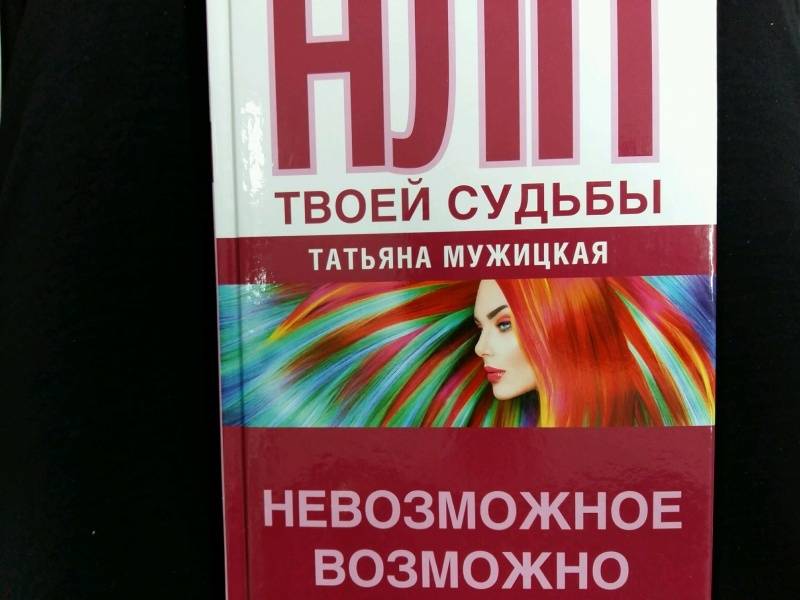 НЛП
ТВОЕЙ СУДЬБЫ
ТАТЬЯНА МУЖИЦКАЯ
НЕВОЗМОЖНОЕ
ВОЗМОЖНО